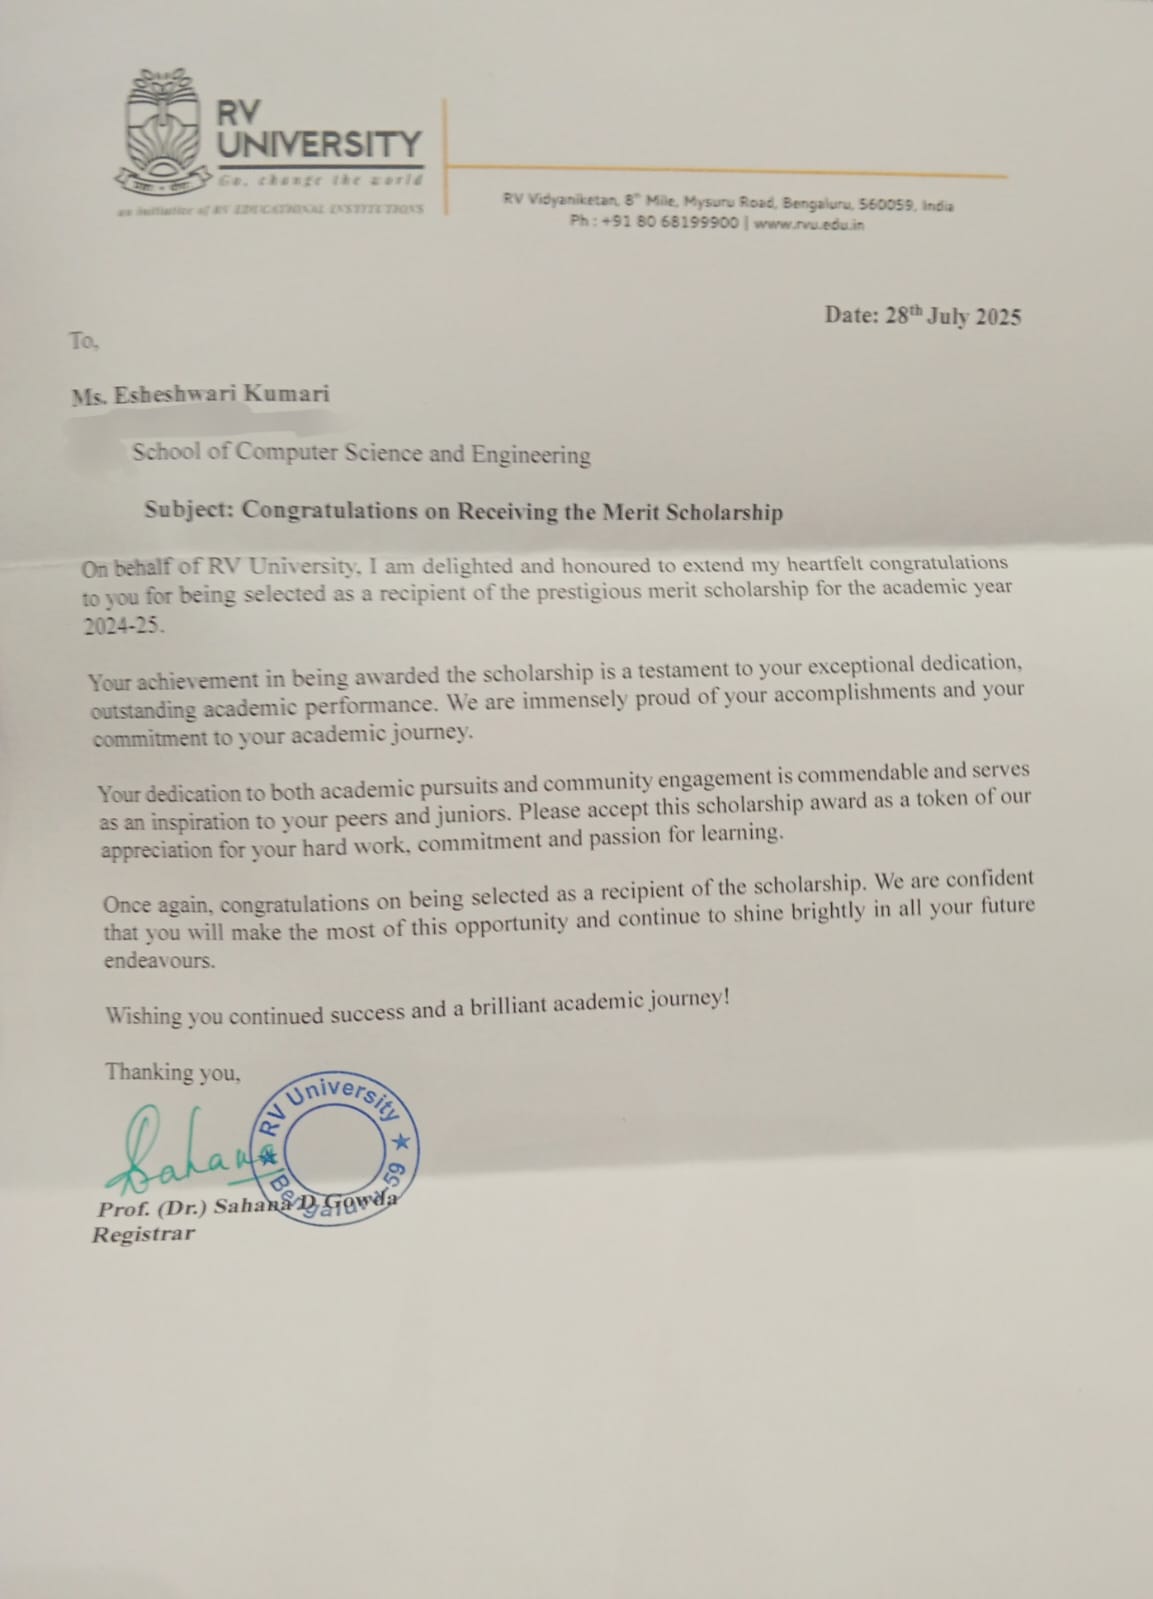 RV
UNIVERSITY
Go, change the world
an initiative of RV EDUCATIONAL INSTITUTIONS
RV Vidyaniketan, 8th Mile, Mysuru Road, Bengaluru, 560059, India
Ph : +91 80 68199900 | www.rvu.edu.in
Date: 28th July 2025
To,
Ms. Esheshwari Kumari
School of Computer Science and Engineering
Subject: Congratulations on Receiving the Merit Scholarship
On behalf of RV University, I am delighted and honoured to extend my heartfelt congratulations
to you for being selected as a recipient of the prestigious merit scholarship for the academic year
2024-25.
Your achievement in being awarded the scholarship is a testament to your exceptional dedication,
outstanding academic performance. We are immensely proud of your accomplishments and your
commitment to your academic journey.
Your dedication to both academic pursuits and community engagement is commendable and serves
as an inspiration to your peers and juniors. Please accept this scholarship award as a token of our
appreciation for your hard work, commitment and passion for learning.
Once again, congratulations on being selected as a recipient of the scholarship. We are confident
that you will make the most of this opportunity and continue to shine brightly in all your future
endeavours.
Wishing you continued success and a brilliant academic journey!
Thanking you,
Sahana
RV University
Bengaluru-59
Prof. (Dr.) Sahana D Gowda
Registrar